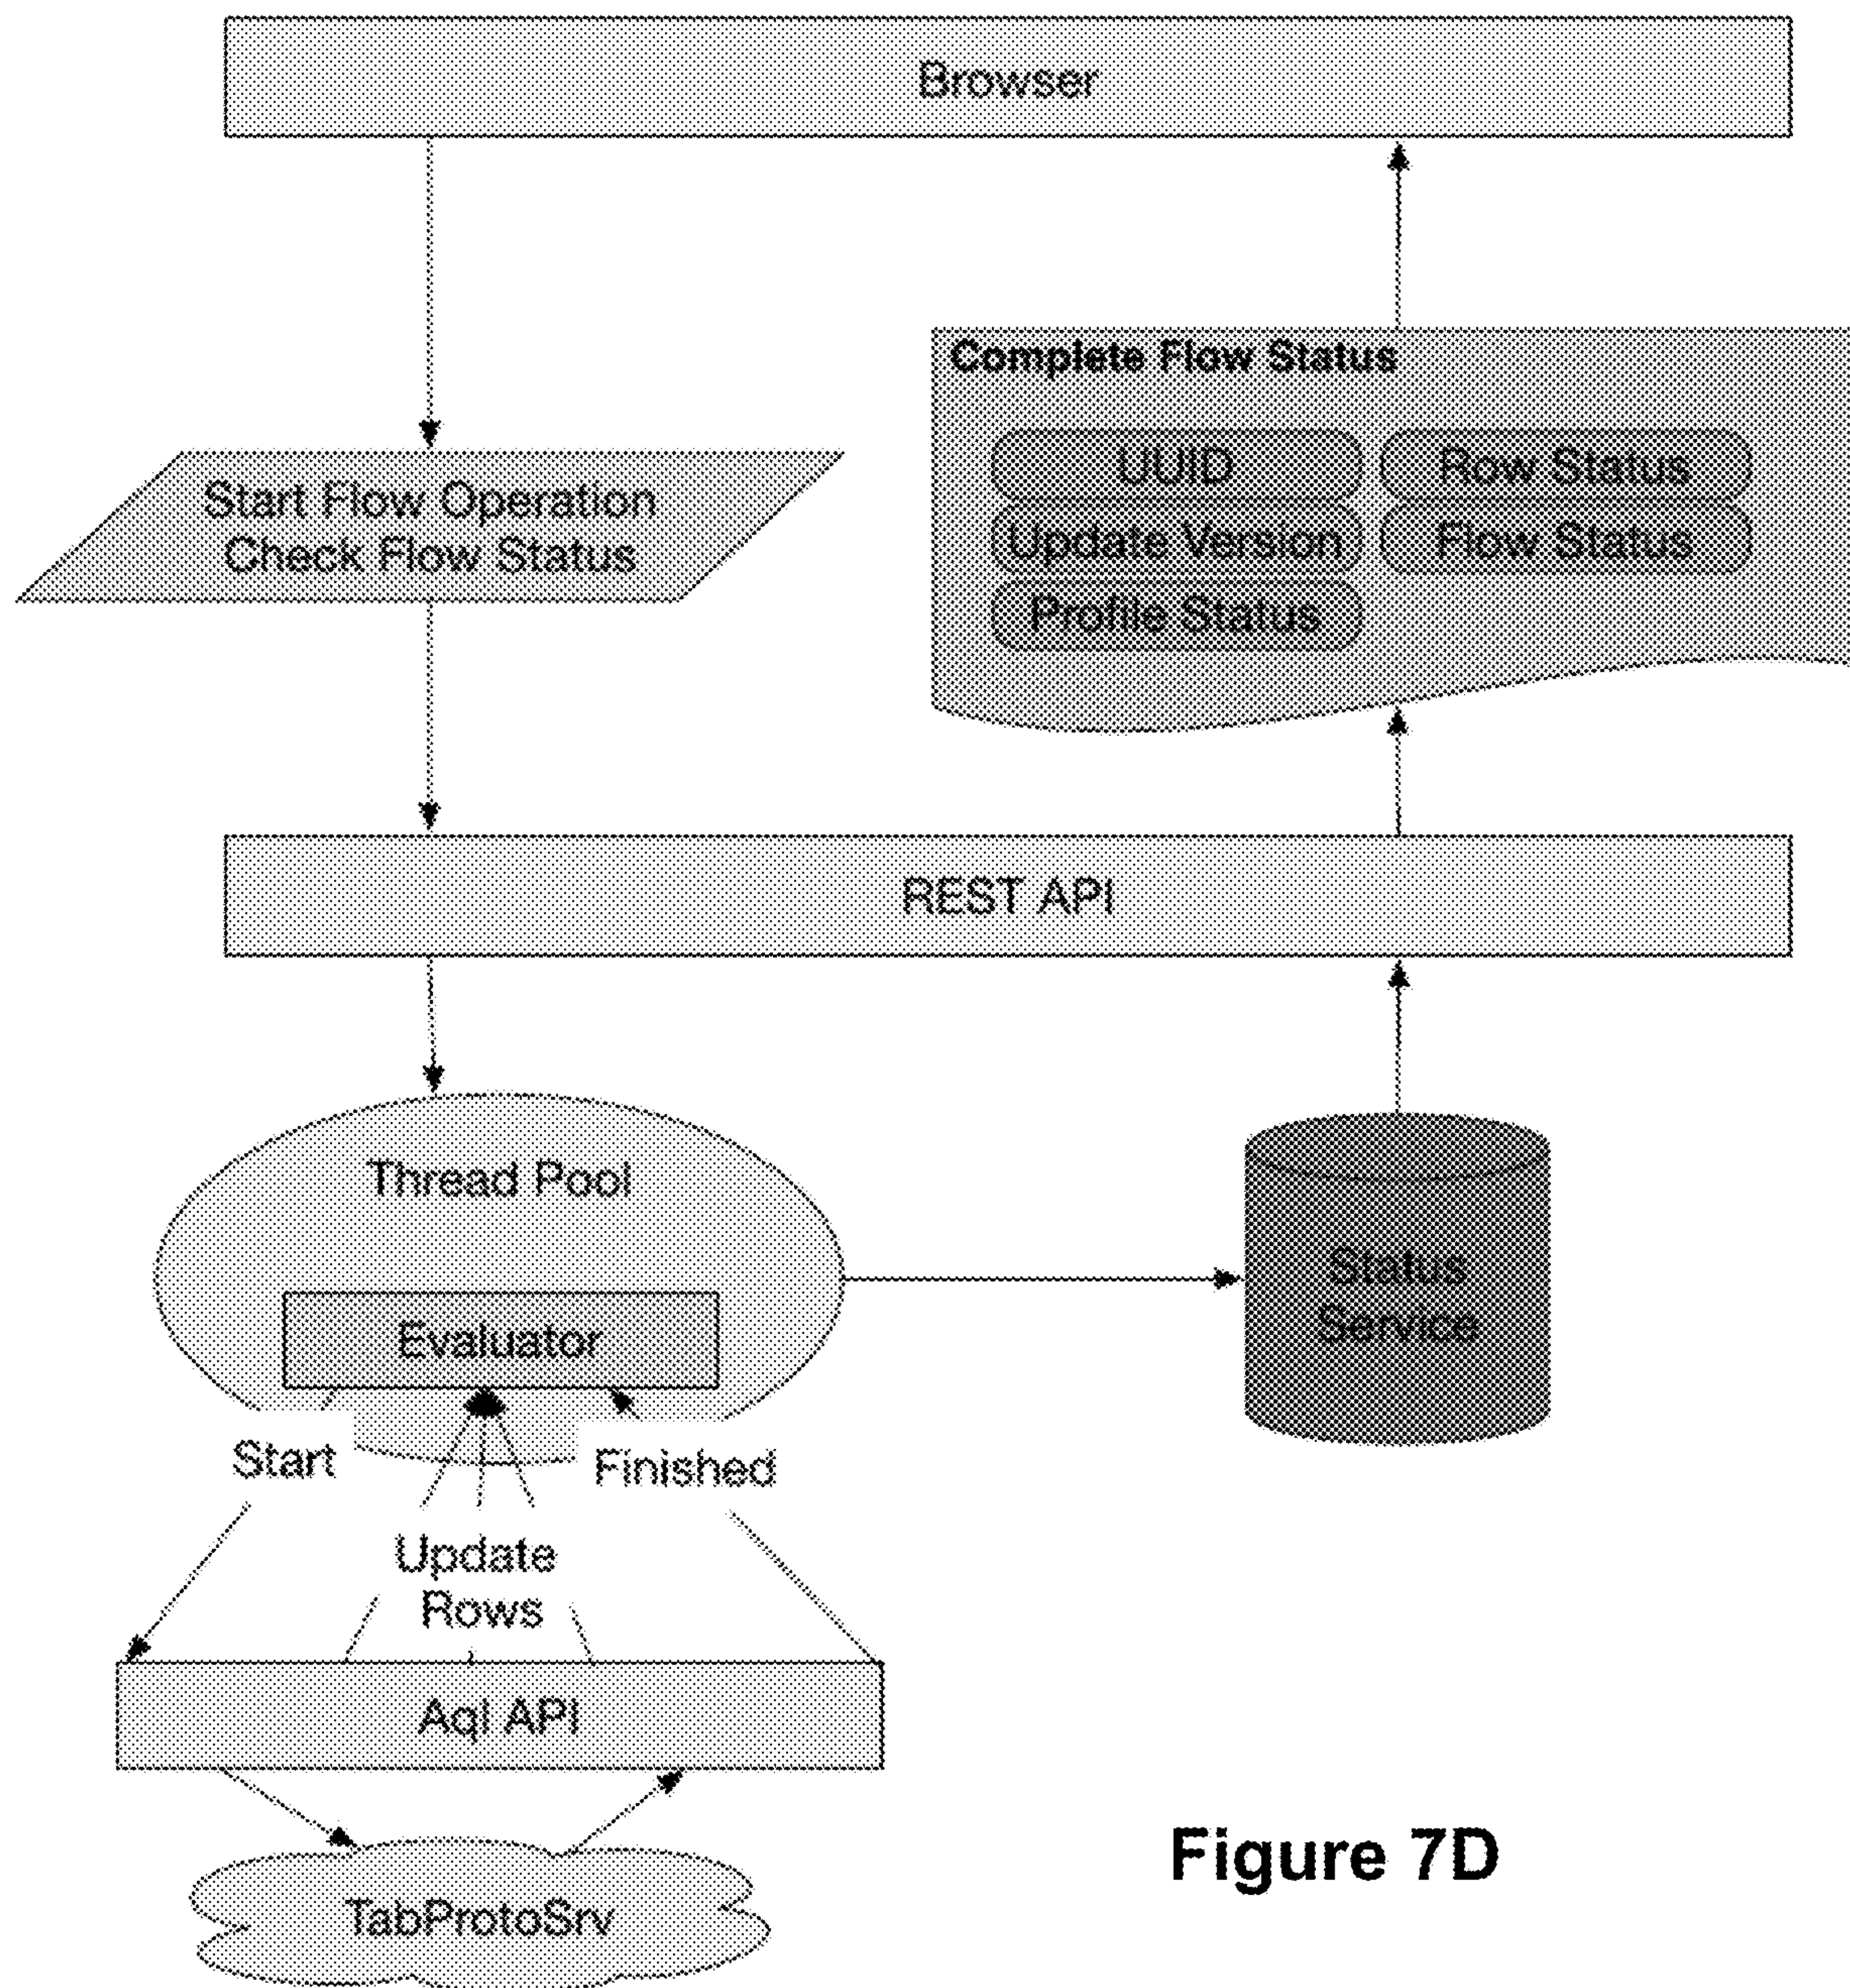 Browser
Complete Flow Status
UUID
Row Status
Start Flow Operation
Check Flow Status
Update Version
Flow Status
Profile Status
REST API
Thread Pool
Status
Service
Evaluator
Start
Finished
Update
Rows
Aql API
Figure 7D
TabProtoSrv